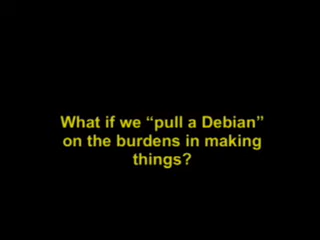 What if we “pull a Debian”
on the burdens in making
things?